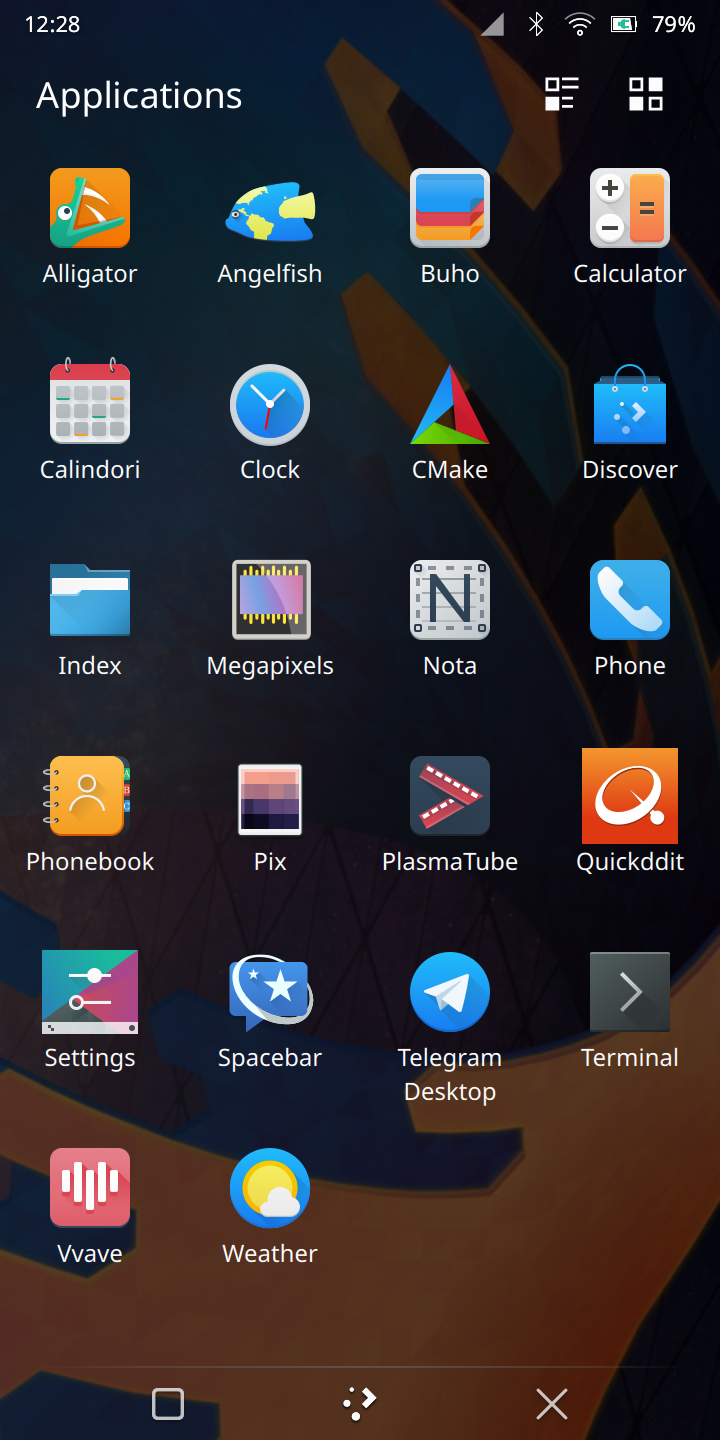 12:28
79%
Applications
Alligator
Angelfish
Buho
Calculator
Calindori
Clock
CMake
Discover
Index
Megapixels
N
Nota
Phone
A
B
C
Phonebook
Pix
PlasmaTube
Quickddit
Settings
Spacebar
Telegram
Desktop
Terminal
Vvave
Weather